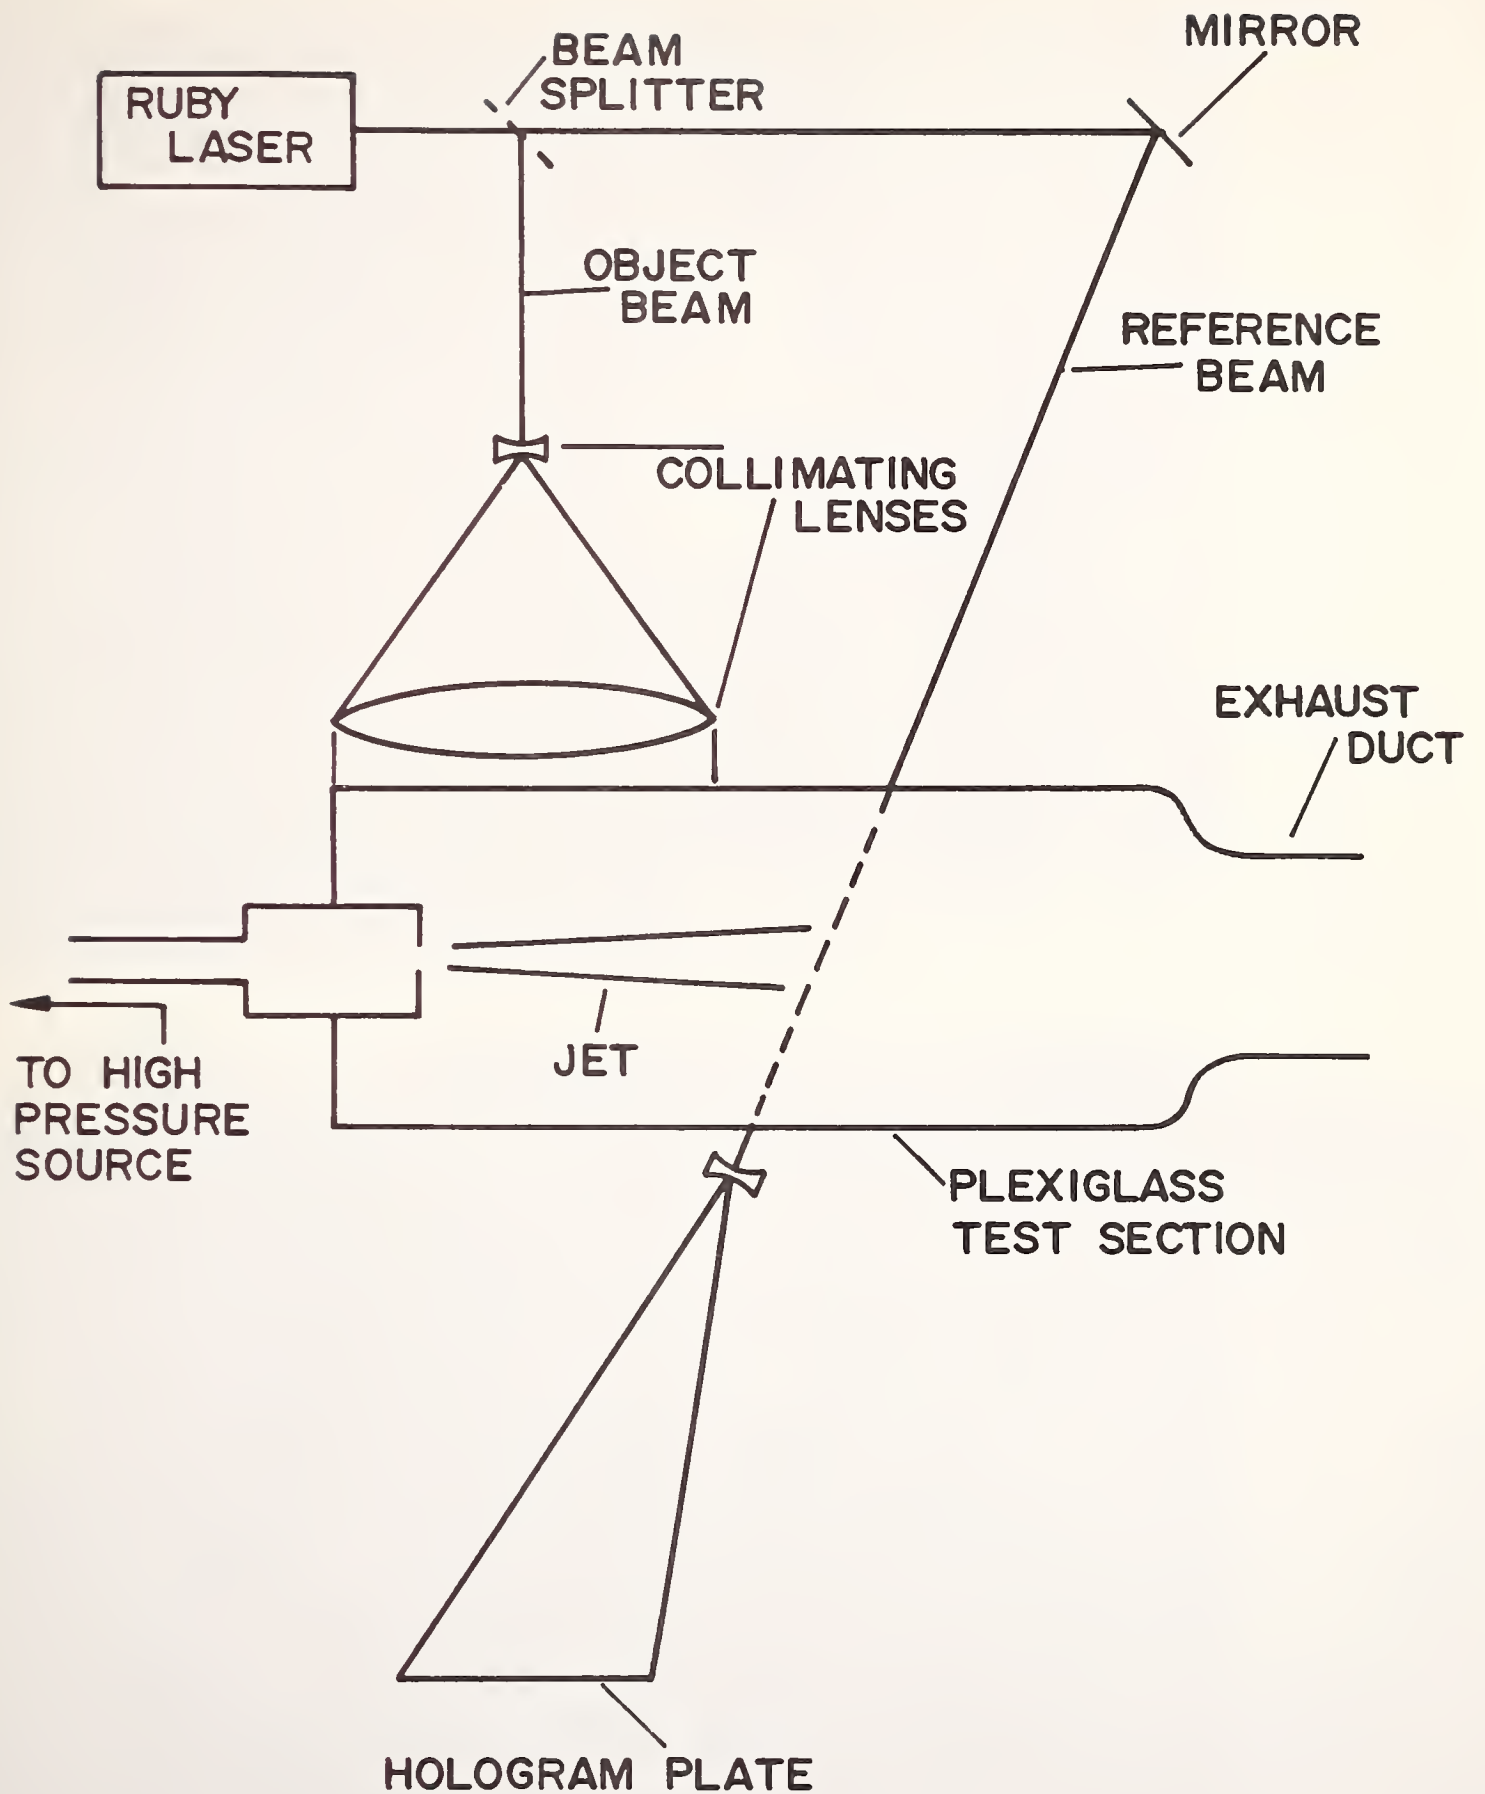 MIRROR
BEAM
SPLITTER
RUBY
LASER
OBJECT
BEAM
REFERENCE
BEAM
COLLIMATING
LENSES
EXHAUST
DUCT
JET
TO HIGH
PRESSURE
SOURCE
PLEXIGLASS
TEST SECTION
HOLOGRAM PLATE